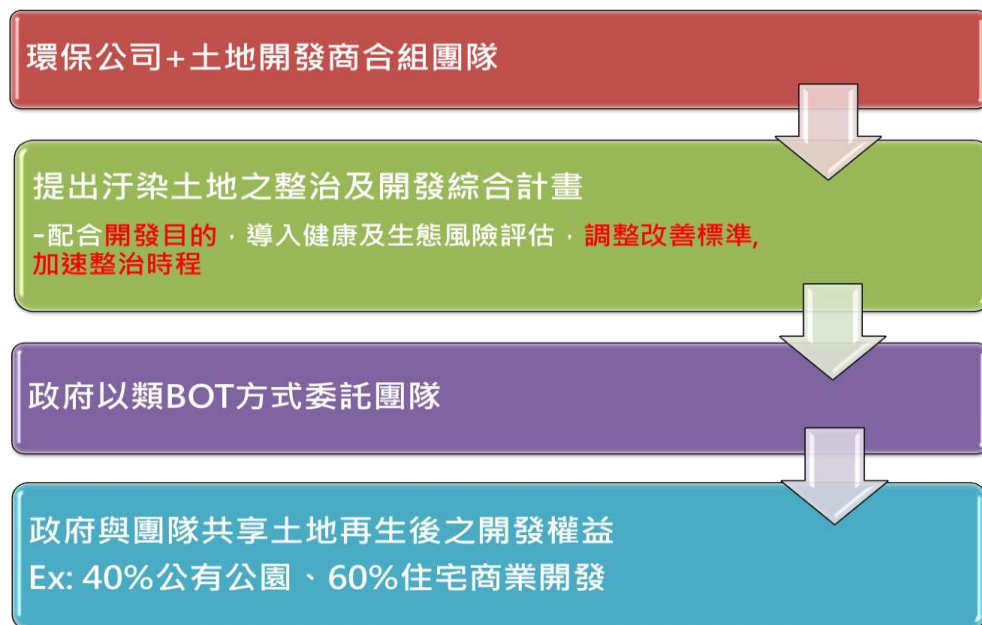 環保公司+土地開發商合組團隊
提出汙染土地之整治及開發綜合計畫
-配合開發目的，導入健康及生態風險評估，調整改善標準,
加速整治時程
政府以類BOT方式委託團隊
政府與團隊共享土地再生後之開發權益
Ex: 40%公有公園、60%住宅商業開發